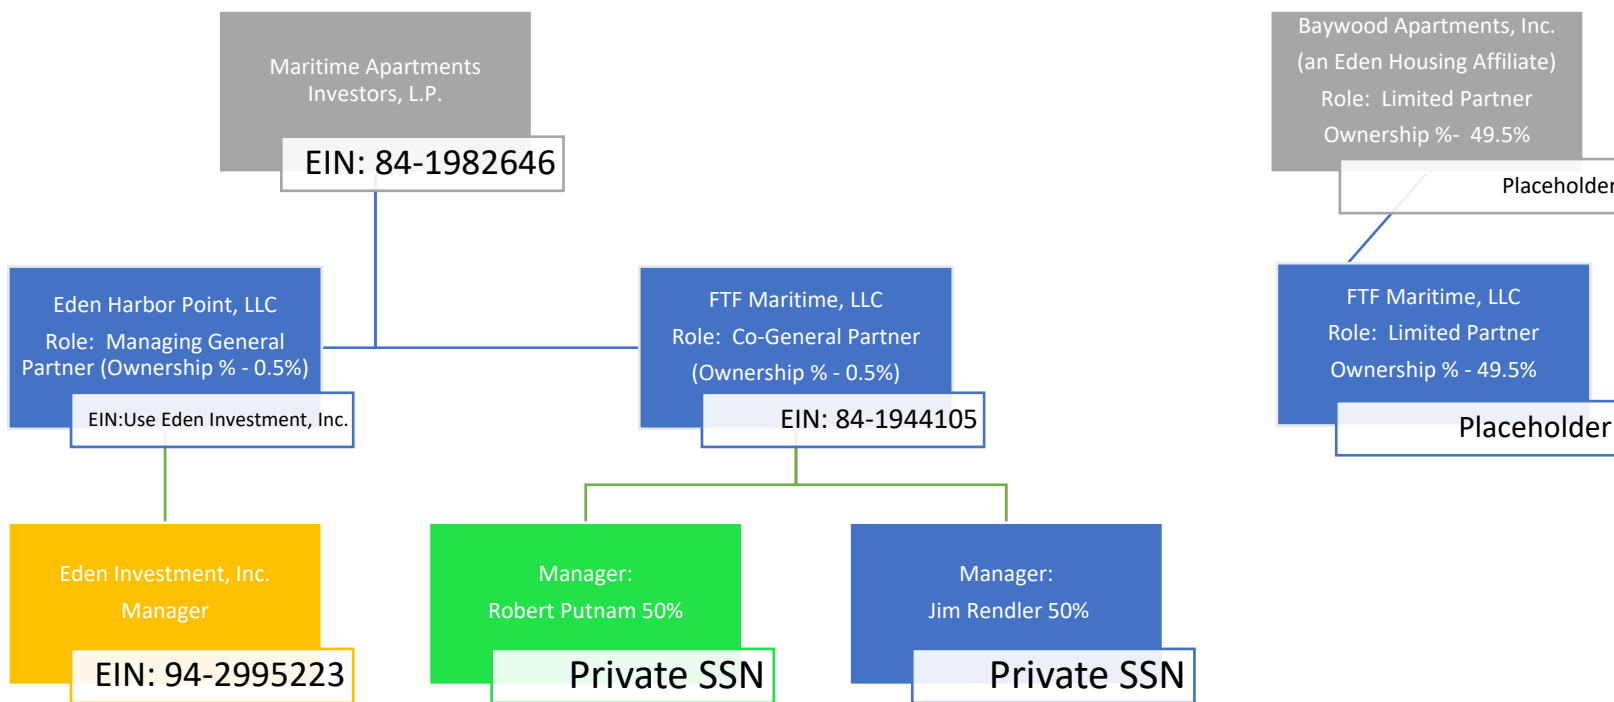 Maritime Apartments
Investors, L.P.
EIN: 84-1982646
Baywood Apartments, Inc.
(an Eden Housing Affiliate)
Role:  Limited Partner
Ownership %-  49.5%
Placeholder
Eden Harbor Point, LLC
Role:  Managing General
Partner (Ownership % - 0.5%)
EIN:Use Eden Investment, Inc.
FTF Maritime, LLC
Role:  Co-General Partner
(Ownership % - 0.5%)
EIN: 84-1944105
FTF Maritime, LLC
Role:  Limited Partner
Ownership % - 49.5%
Placeholder
Eden Investment, Inc.
Manager
EIN: 94-2995223
Manager:
Robert Putnam 50%
Private SSN
Manager:
Jim Rendler 50%
Private SSN